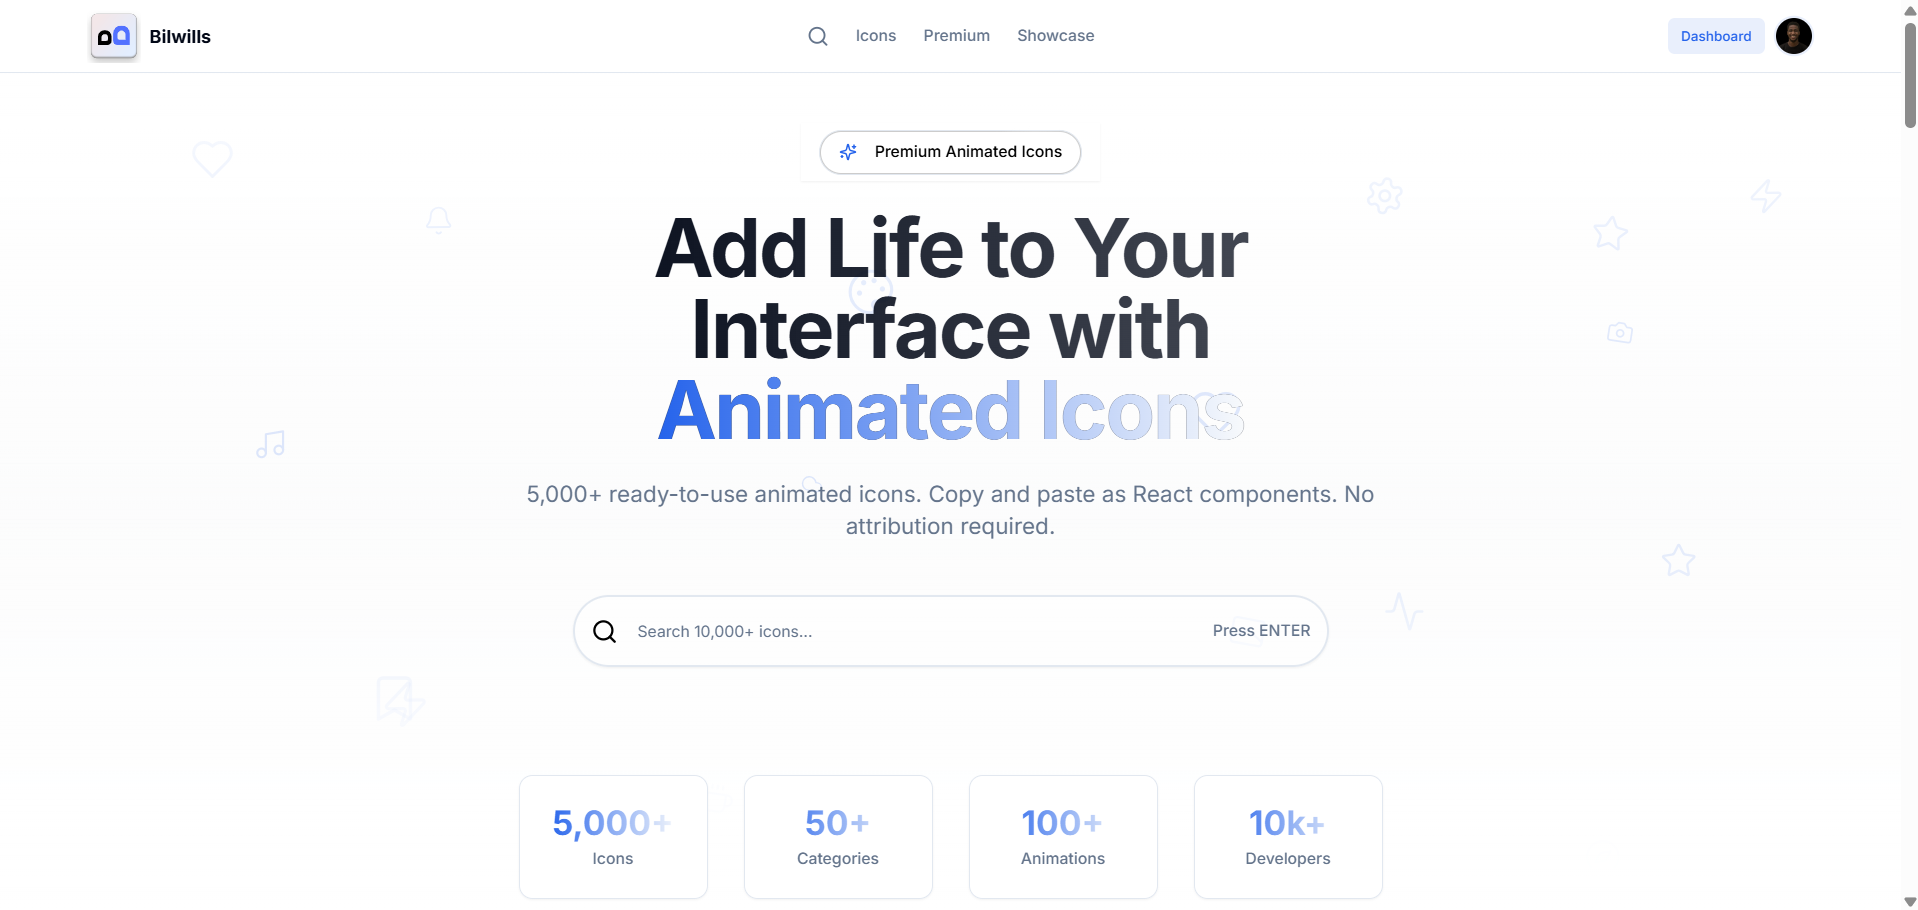 Bilwills
Icons
Premium
Showcase
Dashboard
Premium Animated Icons
Add Life to Your
Interface with
Animated Icons
5,000+ ready-to-use animated icons. Copy and paste as React components. No
attribution required.
Search 10,000+ icons...
Press ENTER
5,000+
Icons
50+
Categories
100+
Animations
10k+
Developers